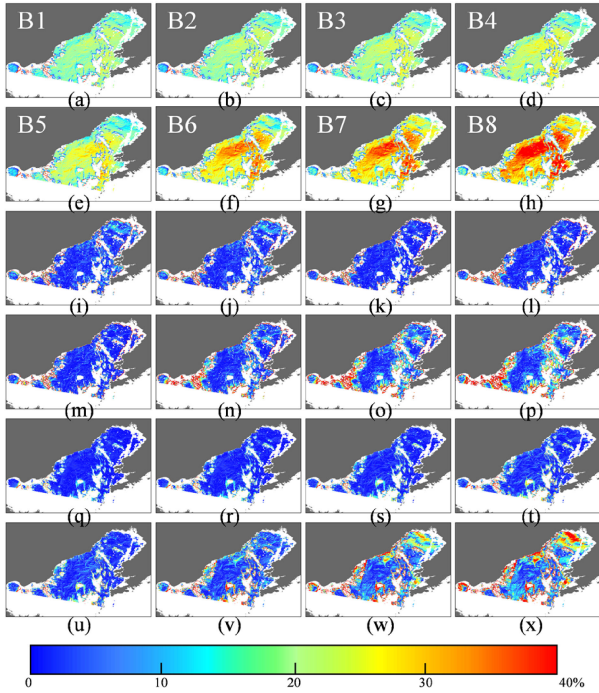 B1 B2 B3 B4
(a) (b) (c) (d)
B5 B6 B7 B8
(e) (f) (g) (h)
(i) (j) (k) (l)
(m) (n) (o) (p)
(q) (r) (s) (t)
(u) (v) (w) (x)
0 10 20 30 40%